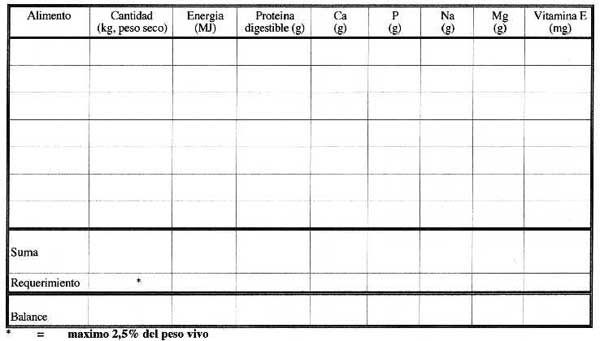 Alimento Cantidad Energia Proteina Ca P Na Mg Vitamina E
(kg, peso seco) (MJ) digestible (g) (g) (g) (g) (g) (mg)
Suma
Requerimiento *
Balance
* = maximo 2,5% del peso vivo